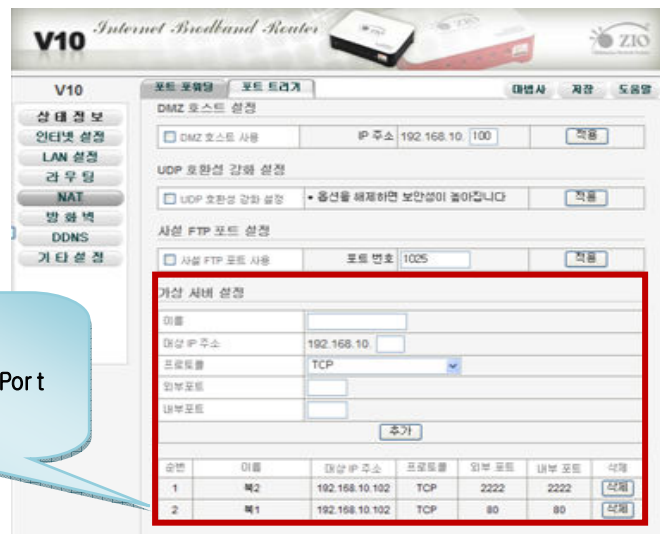 V10 Internet Brodband Router
ZIO
V10
상 태 정 보
인터넷 설정
LAN 설정
라 우 팅
NAT
방 화 벽
DDNS
기 타 설 정
포트 포워딩 포트 트리거 마법사 저장 도움말
DMZ 호스트 설정
DMZ 호스트 사용 IP 주소 192.168.10. 100 적용
UDP 호환성 강화 설정
UDP 호환성 강화 설정 • 옵션을 해제하면 보안성이 높아집니다 적용
사설 FTP 포트 설정
사설 FTP 포트 사용 포트 번호 1025 적용
가상 서버 설정
이름
대상 IP 주소 192.168.10.
프로토콜 TCP
외부포트
내부포트
추가
순번 이름 대상 IP 주소 프로토콜 외부 포트 내부 포트 삭제
1 북2 192.168.10.102 TCP 2222 2222 삭제
2 북1 192.168.10.102 TCP 80 80 삭제
Port